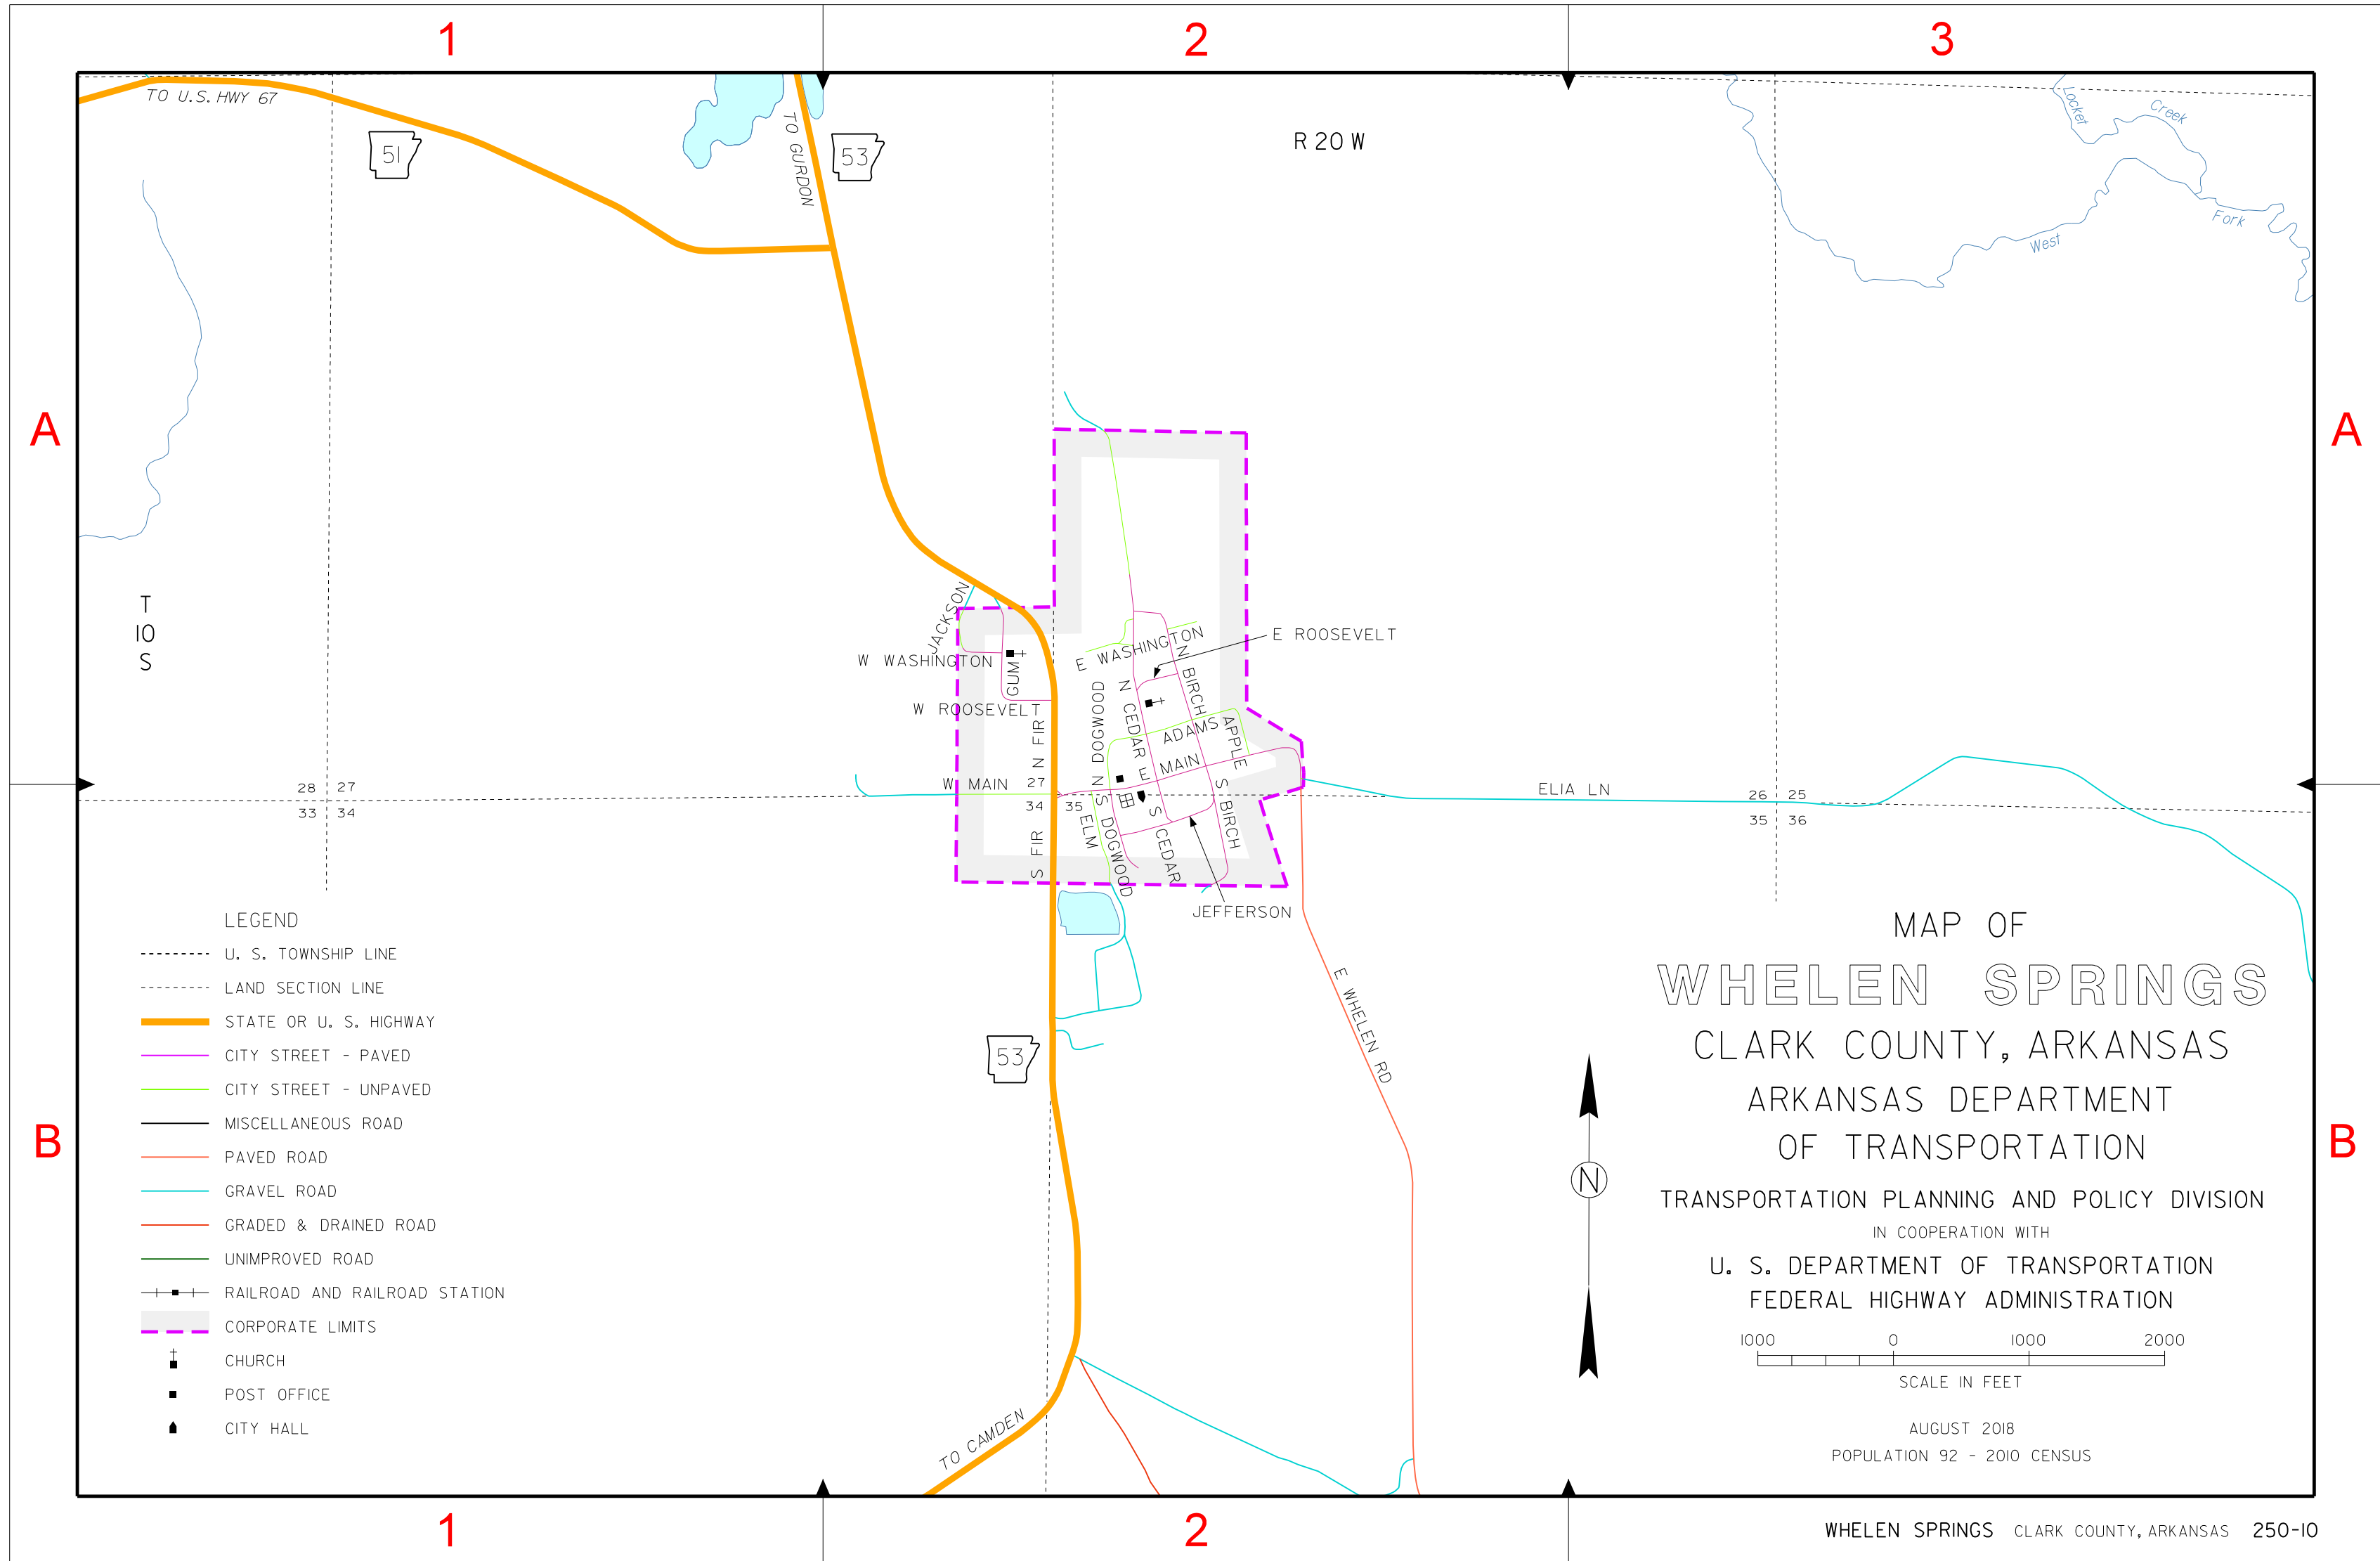 1
2
3
TO U.S. HWY 67
51
TO GURDON
53
R 20 W
Locket
Creek
West
Fork
A
A
T
10
S
JACKSON
W WASHINGTON
GUM
W ROOSEVELT
E WASHINGTON
E ROOSEVELT
N BIRCH
N CEDAR
N DOGWOOD
N FIR
ADAMS
APPLE
E MAIN
W MAIN
28 27
33 34
27
34 35
ELIA LN
26 25
35 36
S FIR
ELM
S DOGWOOD
S CEDAR
S BIRCH
JEFFERSON
E WHELEN RD
53
TO CAMDEN
LEGEND
U. S. TOWNSHIP LINE
LAND SECTION LINE
STATE OR U. S. HIGHWAY
CITY STREET - PAVED
CITY STREET - UNPAVED
MISCELLANEOUS ROAD
PAVED ROAD
GRAVEL ROAD
GRADED & DRAINED ROAD
UNIMPROVED ROAD
RAILROAD AND RAILROAD STATION
CORPORATE LIMITS
CHURCH
POST OFFICE
CITY HALL
B
B
MAP OF
WHELEN SPRINGS
CLARK COUNTY, ARKANSAS
ARKANSAS DEPARTMENT
OF TRANSPORTATION
TRANSPORTATION PLANNING AND POLICY DIVISION
IN COOPERATION WITH
U. S. DEPARTMENT OF TRANSPORTATION
FEDERAL HIGHWAY ADMINISTRATION
N
1000 0 1000 2000
SCALE IN FEET
AUGUST 2018
POPULATION 92 - 2010 CENSUS
1
2
WHELEN SPRINGS CLARK COUNTY, ARKANSAS 250-10